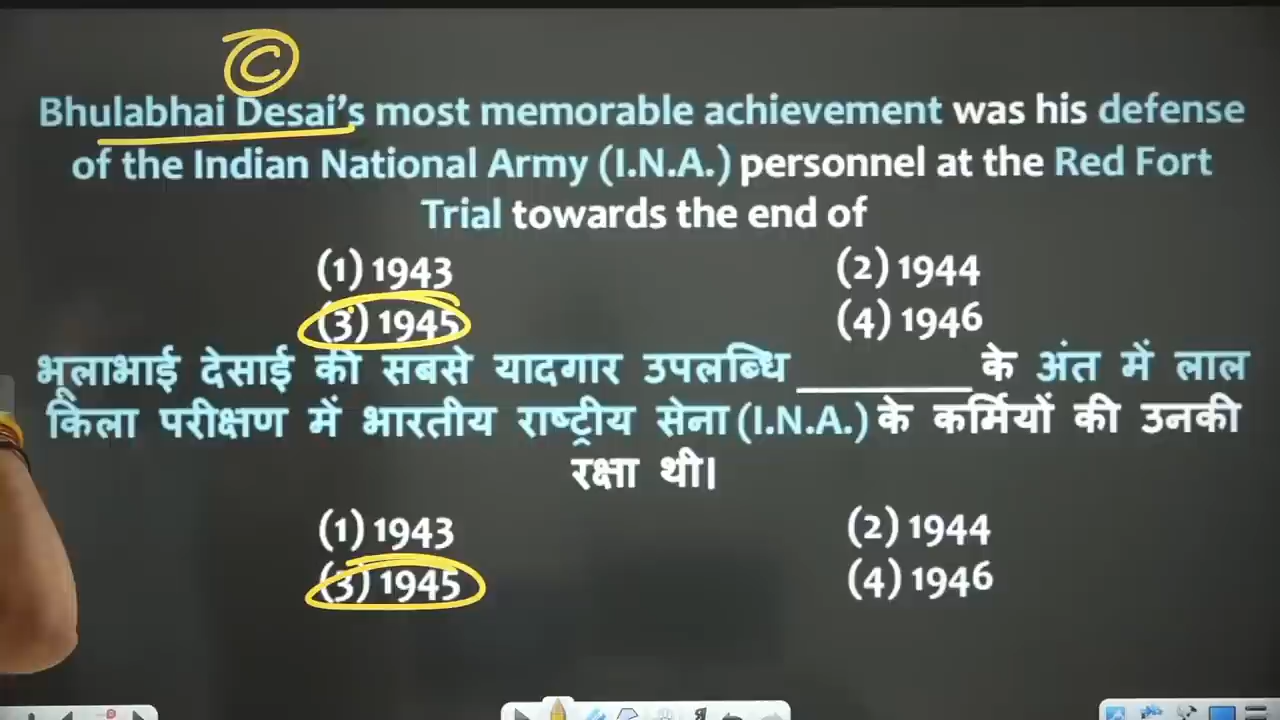 C
Bhulabhai Desai's most memorable achievement was his defense
of the Indian National Army (I.N.A.) personnel at the Red Fort
Trial towards the end of
(1) 1943 (2) 1944
(3) 1945 (4) 1946
भूलाभाई देसाई की सबसे यादगार उपलब्धि ________ के अंत में लाल
किला परीक्षण में भारतीय राष्ट्रीय सेना (I.N.A.) के कर्मियों की उनकी
रक्षा थी।
(1) 1943 (2) 1944
(3) 1945 (4) 1946